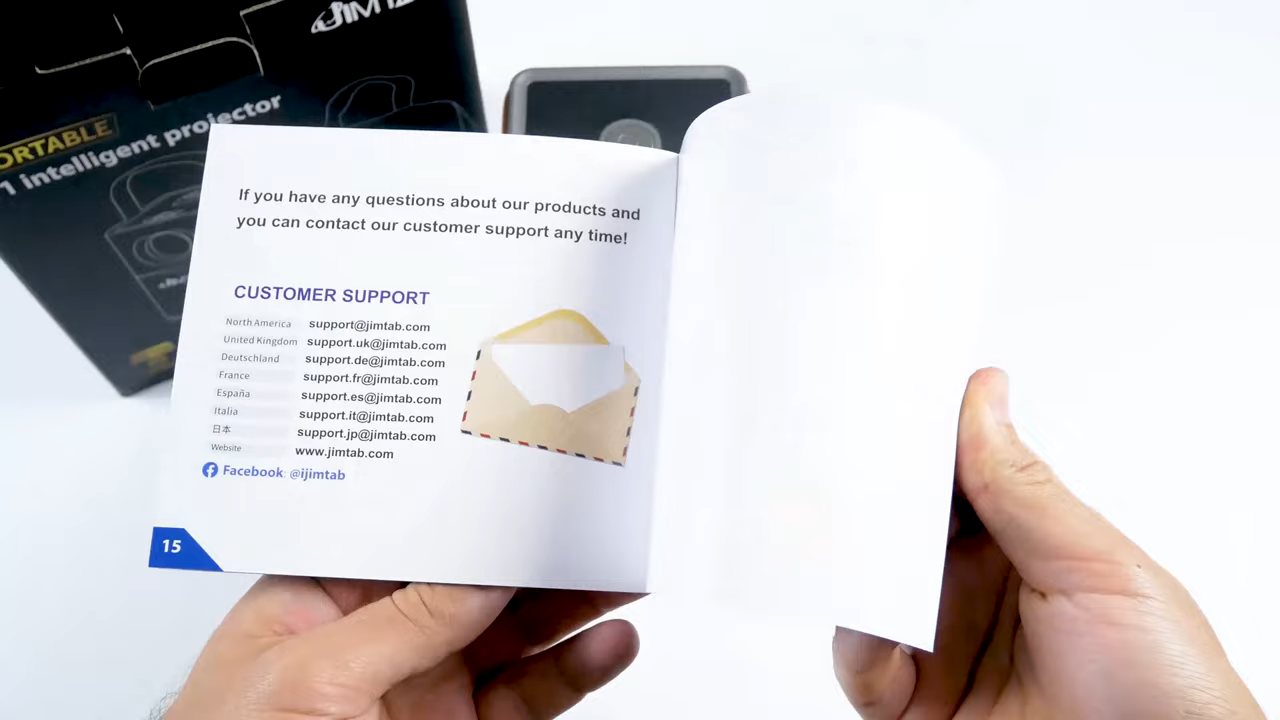 JIMTAB
ORTABLE
1 intelligent projector
If you have any questions about our products and
you can contact our customer support any time!
CUSTOMER SUPPORT
North America support@jimtab.com
United Kingdom support.uk@jimtab.com
Deutschland support.de@jimtab.com
France support.fr@jimtab.com
España support.es@jimtab.com
Italia support.it@jimtab.com
日本 support.jp@jimtab.com
Website www.jimtab.com
Facebook: @ijimtab
15